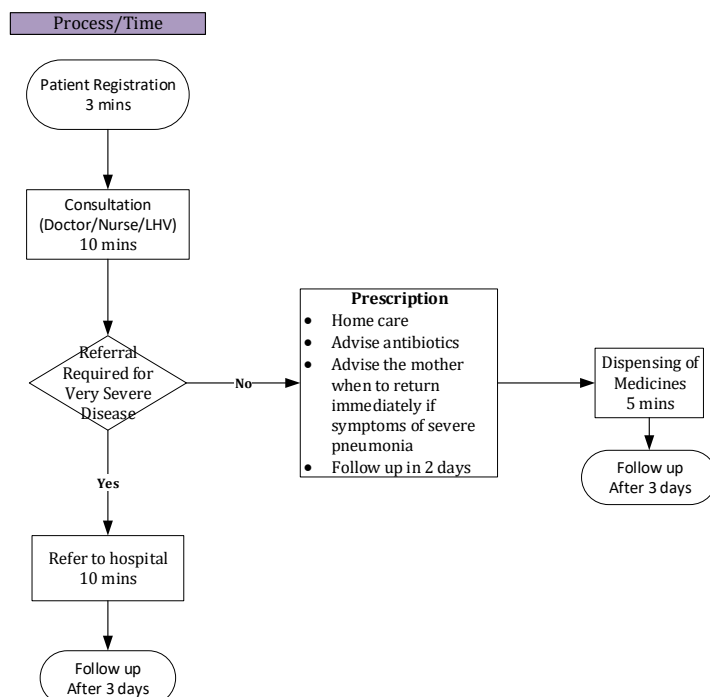 Process/Time
Patient Registration
3 mins
Consultation
(Doctor/Nurse/LHV)
10 mins
Referral
Required for
Very Severe
Disease
No
Prescription
• Home care
• Advise antibiotics
• Advise the mother
when to return
immediately if
symptoms of severe
pneumonia
• Follow up in 2 days
Dispensing of
Medicines
5 mins
Follow up
After 3 days
Yes
Refer to hospital
10 mins
Follow up
After 3 days